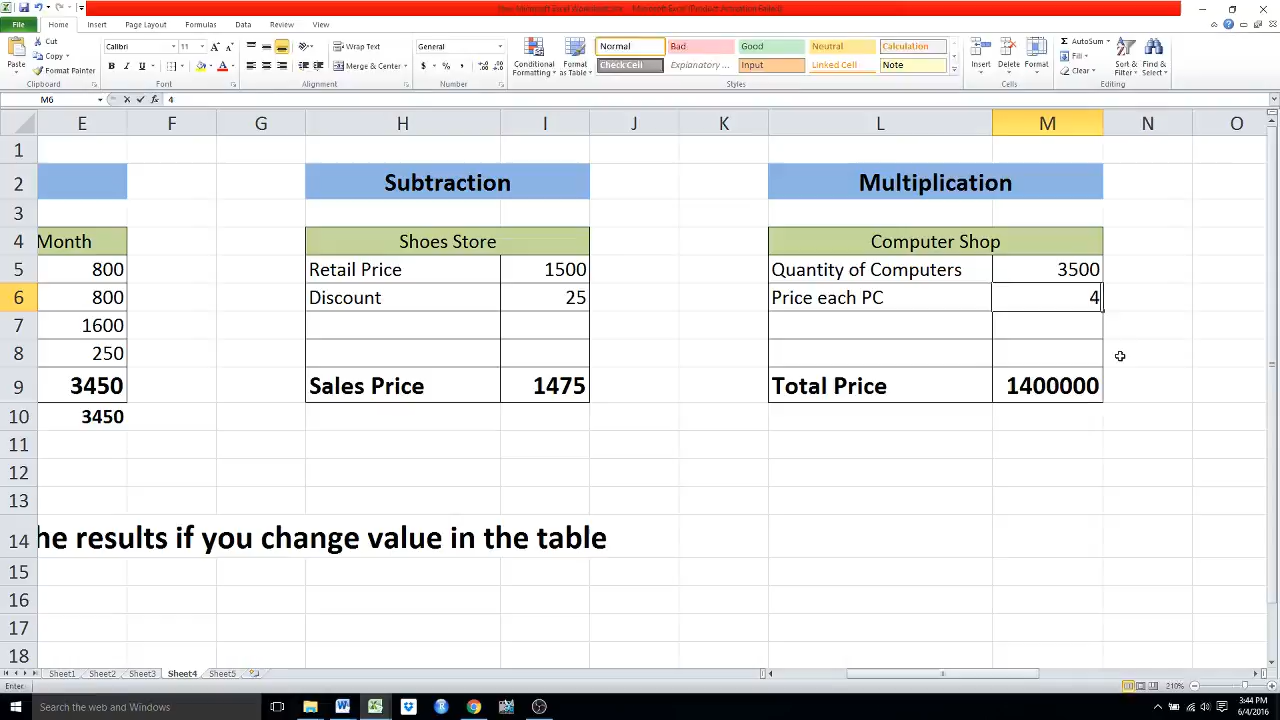 Home Insert Page Layout Formulas Data Review View
Cut
Copy
Format Painter
Paste
Clipboard
Calibri 11
B I U
Font
Wrap Text
Merge & Center
Alignment
General
$ % ,
Number
Conditional Formatting
Format as Table
Normal Bad Good Neutral Calculation
Check Cell Explanatory ... Input Linked Cell Note
Styles
Insert Delete Format
Cells
AutoSum
Fill
Clear
Sort & Filter
Find & Select
Editing
M6 fx 4
E F G H I J K L M N O
1
2 Subtraction Multiplication
3
4 Month Shoes Store Computer Shop
5 800 Retail Price 1500 Quantity of Computers 3500
6 800 Discount 25 Price each PC 4
7 1600
8 250
9 3450 Sales Price 1475 Total Price 1400000
10 3450
11
12
13
14 he results if you change value in the table
15
16
17
18
Sheet1 Sheet2 Sheet3 Sheet4 Sheet5
Enter 210%
Search the web and Windows
3:44 PM
6/4/2016